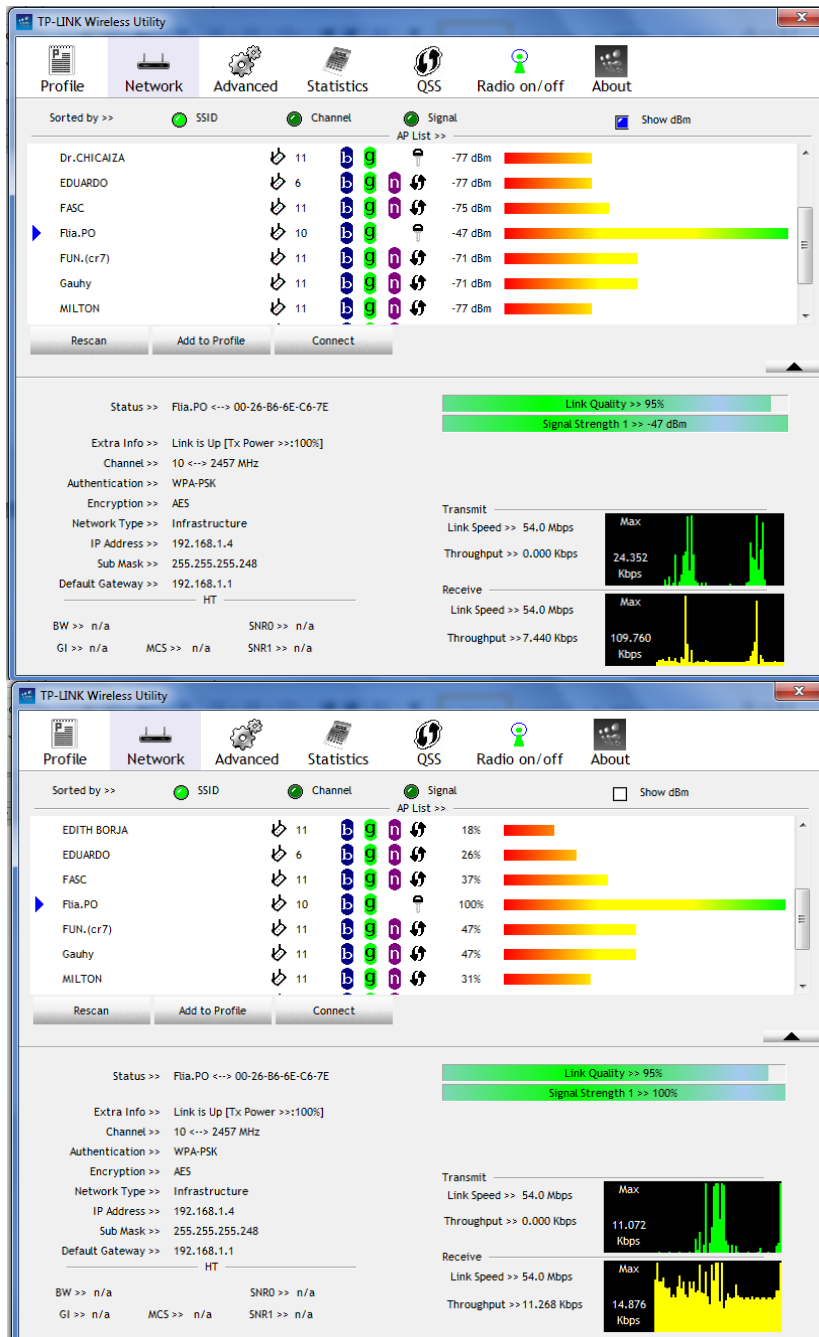 TP-LINK Wireless Utility
Profile Network Advanced Statistics QSS Radio on/off About
Sorted by >> SSID Channel Signal Show dBm
AP List >>
Dr.CHICAIZA 11 b g -77 dBm
EDUARDO 6 b g n -77 dBm
FASC 11 b g n -75 dBm
Flia.PO 10 b g -47 dBm
FUN.(cr7) 11 b g n -71 dBm
Gauhy 11 b g n -71 dBm
MILTON 11 b g n -77 dBm
Rescan Add to Profile Connect
Status >> Flia.PO <--> 00-26-B6-6E-C6-7E
Extra Info >> Link is Up [Tx Power >>:100%]
Channel >> 10 <--> 2457 MHz
Authentication >> WPA-PSK
Encryption >> AES
Network Type >> Infrastructure
IP Address >> 192.168.1.4
Sub Mask >> 255.255.255.248
Default Gateway >> 192.168.1.1
HT
BW >> n/a SNR0 >> n/a
GI >> n/a MCS >> n/a SNR1 >> n/a
Link Quality >> 95%
Signal Strength 1 >> -47 dBm
Transmit
Link Speed >> 54.0 Mbps
Throughput >> 0.000 Kbps
Max
24.352
Kbps
Receive
Link Speed >> 54.0 Mbps
Throughput >>7.440 Kbps
Max
109.760
Kbps
TP-LINK Wireless Utility
Profile Network Advanced Statistics QSS Radio on/off About
Sorted by >> SSID Channel Signal Show dBm
AP List >>
EDITH BORJA 11 b g n 18%
EDUARDO 6 b g n 26%
FASC 11 b g n 37%
Flia.PO 10 b g 100%
FUN.(cr7) 11 b g n 47%
Gauhy 11 b g n 47%
MILTON 11 b g n 31%
Rescan Add to Profile Connect
Status >> Flia.PO <--> 00-26-B6-6E-C6-7E
Extra Info >> Link is Up [Tx Power >>:100%]
Channel >> 10 <--> 2457 MHz
Authentication >> WPA-PSK
Encryption >> AES
Network Type >> Infrastructure
IP Address >> 192.168.1.4
Sub Mask >> 255.255.255.248
Default Gateway >> 192.168.1.1
HT
BW >> n/a SNR0 >> n/a
GI >> n/a MCS >> n/a SNR1 >> n/a
Link Quality >> 95%
Signal Strength 1 >> 100%
Transmit
Link Speed >> 54.0 Mbps
Throughput >> 0.000 Kbps
Max
11.072
Kbps
Receive
Link Speed >> 54.0 Mbps
Throughput >>11.268 Kbps
Max
14.876
Kbps